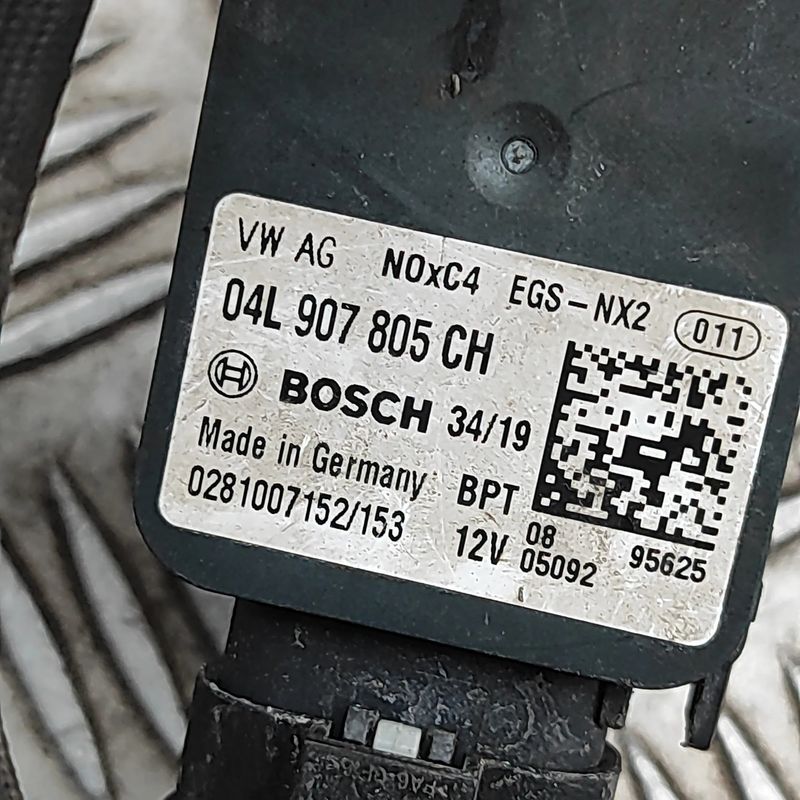 VW AG NOxC4 EGS-NX2 011
04L 907 805 CH
BOSCH 34/19
Made in Germany BPT
0281007152/153 12V
08
05092 95625